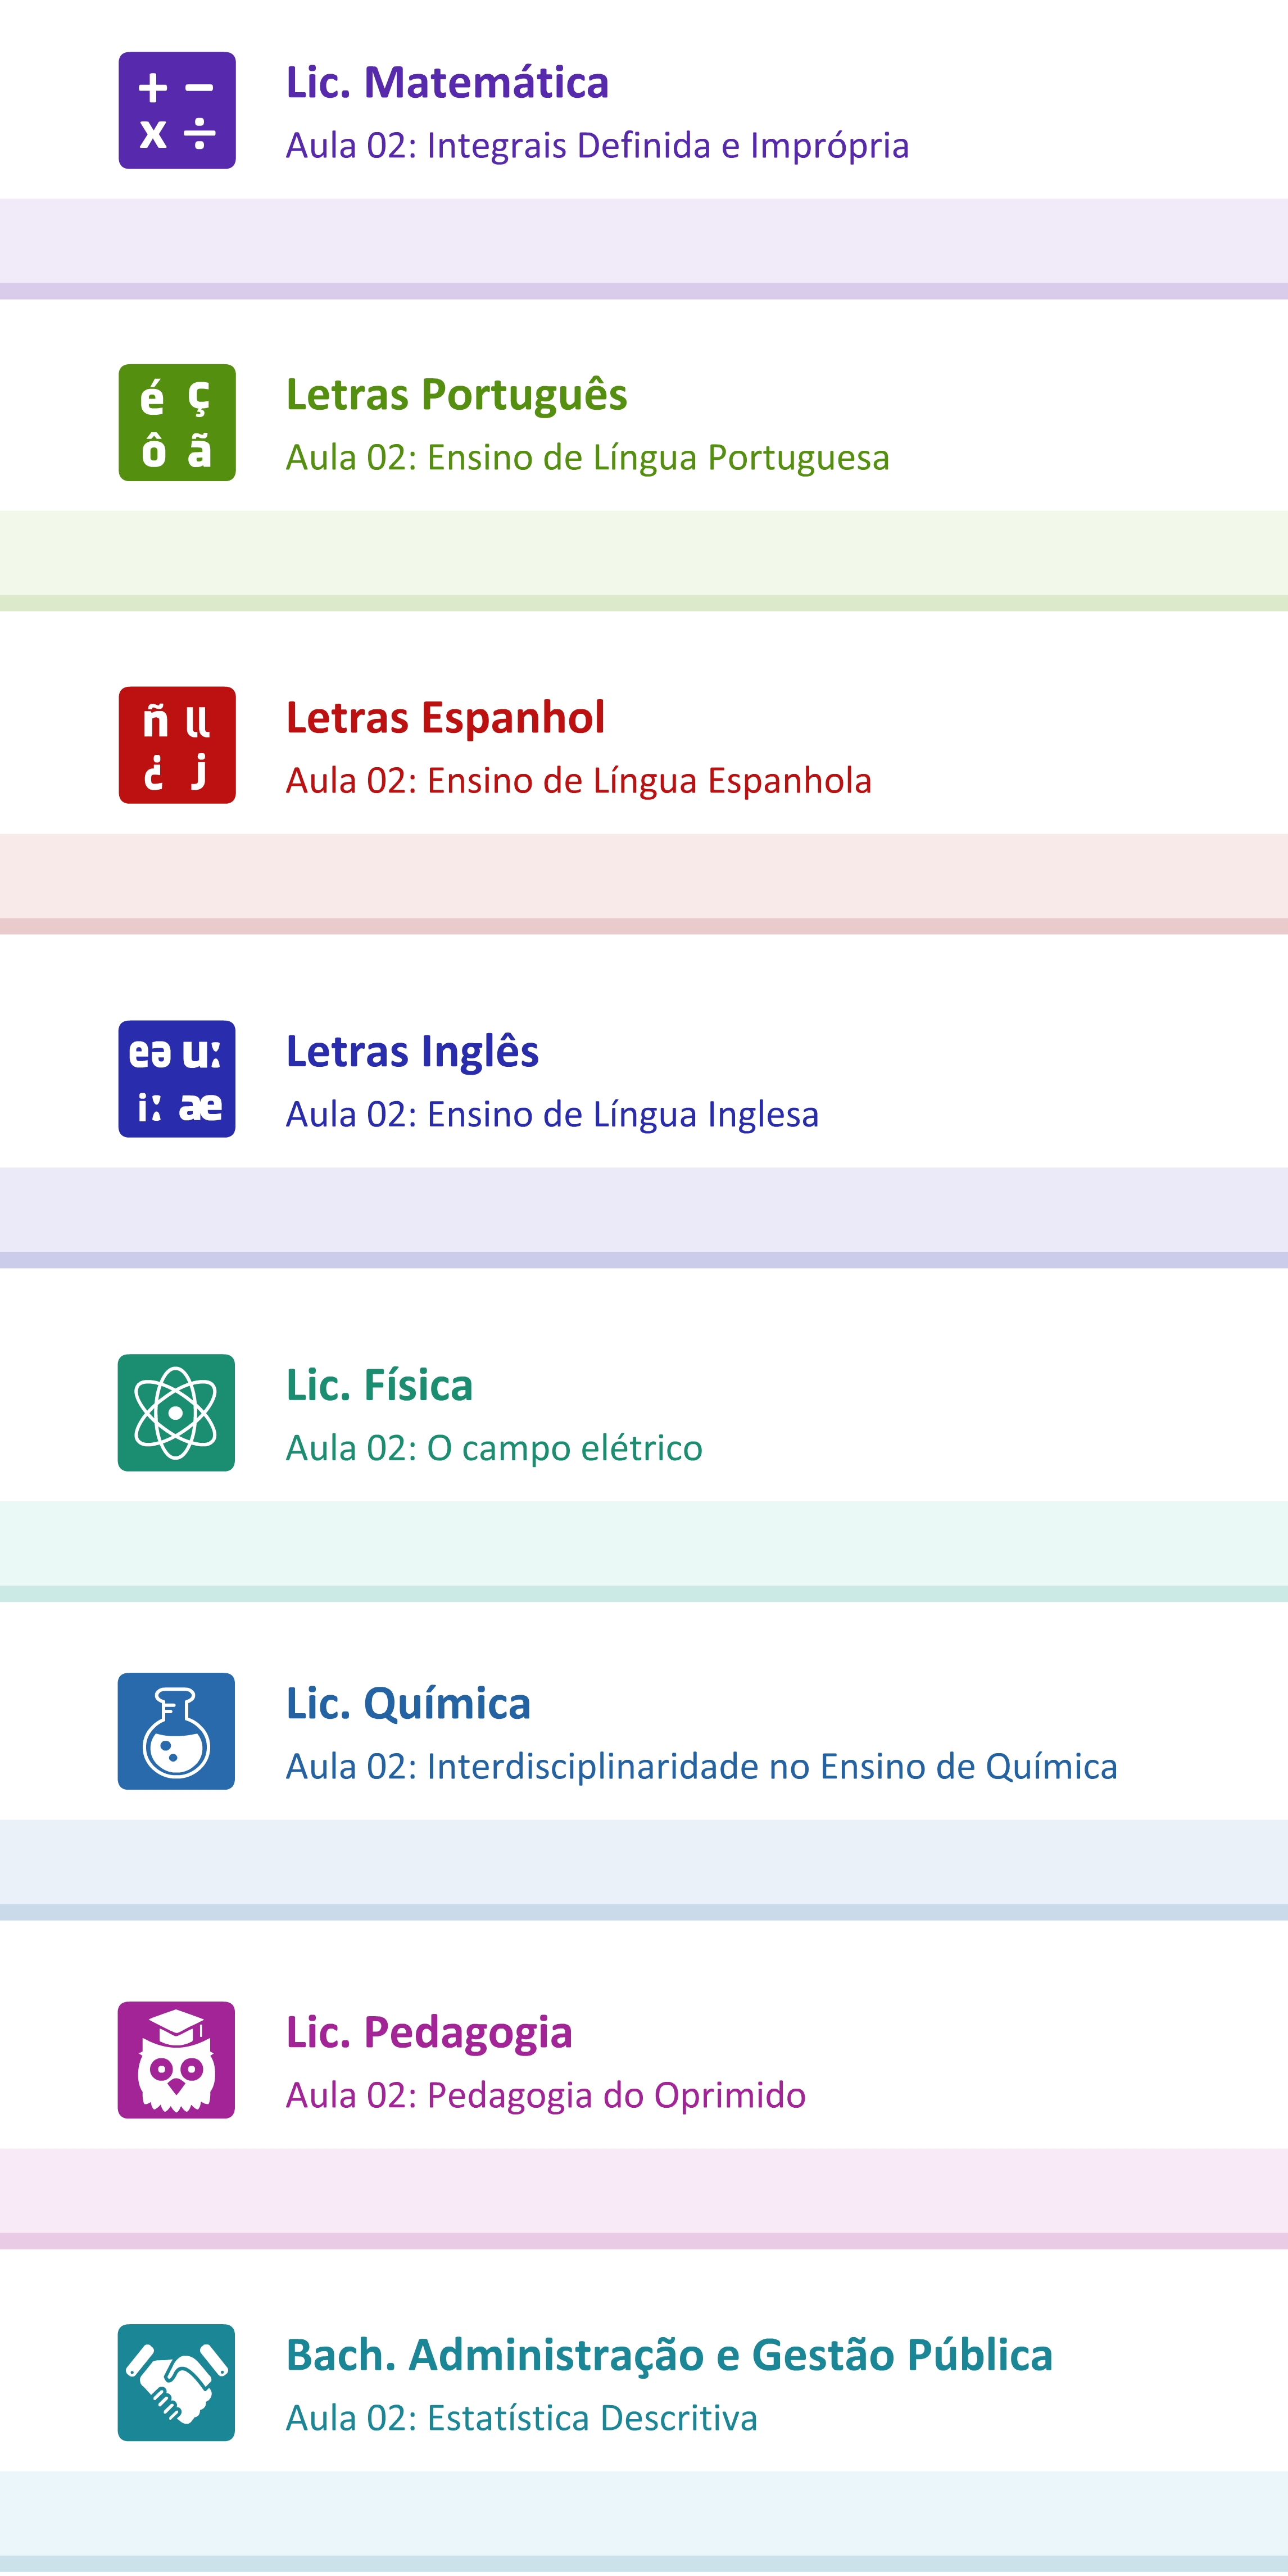 + −
x ÷
Lic. Matemática
Aula 02: Integrais Definida e Imprópria
é ç
ô ã
Letras Português
Aula 02: Ensino de Língua Portuguesa
ñ ll
¿ j
Letras Espanhol
Aula 02: Ensino de Língua Espanhola
eə uː
iː æ
Letras Inglês
Aula 02: Ensino de Língua Inglesa
Lic. Física
Aula 02: O campo elétrico
Lic. Química
Aula 02: Interdisciplinaridade no Ensino de Química
Lic. Pedagogia
Aula 02: Pedagogia do Oprimido
Bach. Administração e Gestão Pública
Aula 02: Estatística Descritiva